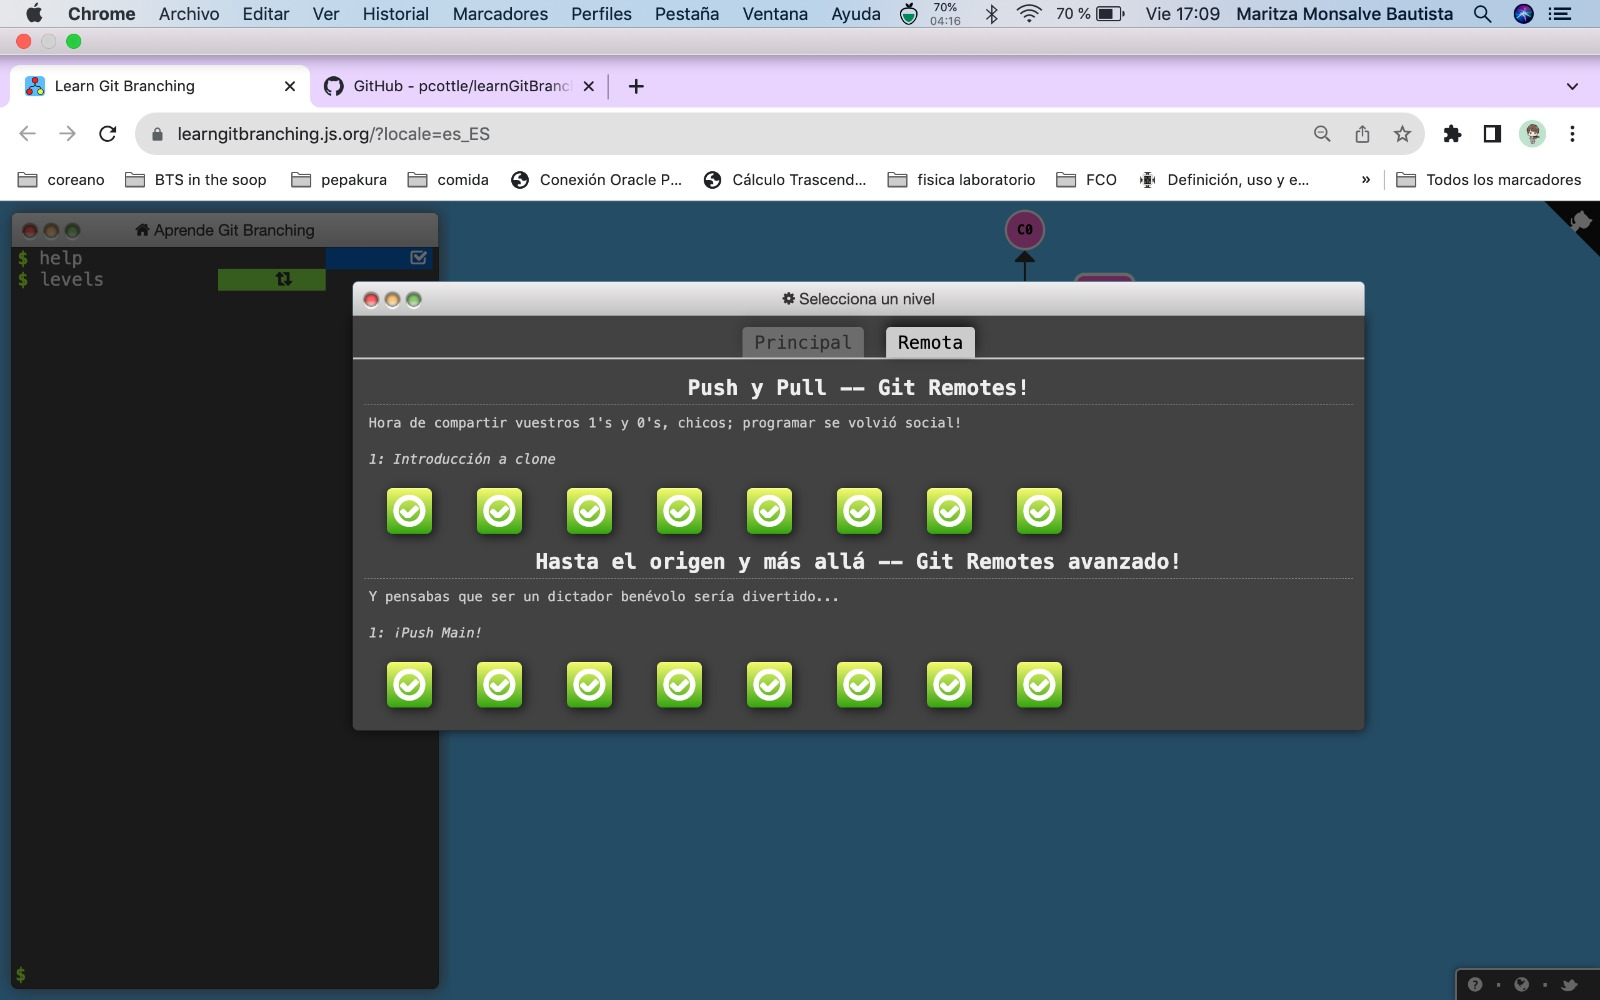 Chrome Archivo Editar Ver Historial Marcadores Perfiles Pestaña Ventana Ayuda 70% 04:16 70 % Vie 17:09 Maritza Monsalve Bautista
Learn Git Branching GitHub - pcottle/learnGitBranc
learngitbranching.js.org/?locale=es_ES
coreano BTS in the soop pepakura comida Conexión Oracle P... Cálculo Trascend... fisica laboratorio FCO Definición, uso y e... » Todos los marcadores
Aprende Git Branching
C0
$ help
$ levels
Selecciona un nivel
Principal Remota
Push y Pull -- Git Remotes!
Hora de compartir vuestros 1's y 0's, chicos; programar se volvió social!
1: Introducción a clone
Hasta el origen y más allá -- Git Remotes avanzado!
Y pensabas que ser un dictador benévolo sería divertido...
1: ¡Push Main!
$